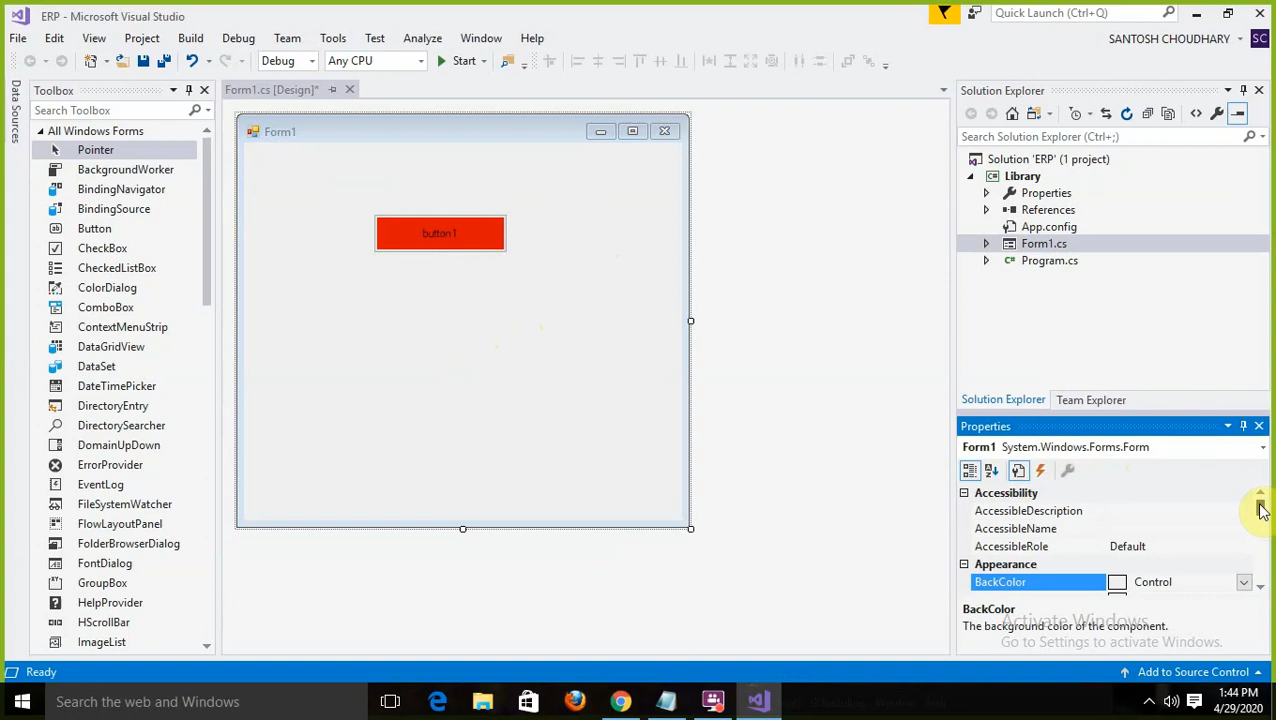 ERP - Microsoft Visual Studio
Quick Launch (Ctrl+Q)
File Edit View Project Build Debug Team Tools Test Analyze Window Help
SANTOSH CHOUDHARY SC
Debug Any CPU Start
Data Sources
Toolbox
Search Toolbox
All Windows Forms
Pointer
BackgroundWorker
BindingNavigator
BindingSource
Button
CheckBox
CheckedListBox
ColorDialog
ComboBox
ContextMenuStrip
DataGridView
DataSet
DateTimePicker
DirectoryEntry
DirectorySearcher
DomainUpDown
ErrorProvider
EventLog
FileSystemWatcher
FlowLayoutPanel
FolderBrowserDialog
FontDialog
GroupBox
HelpProvider
HScrollBar
ImageList
Form1.cs [Design]*
Form1
button1
Solution Explorer
Search Solution Explorer (Ctrl+;)
Solution 'ERP' (1 project)
C# Library
Properties
References
App.config
Form1.cs
C# Program.cs
Solution Explorer Team Explorer
Properties
Form1 System.Windows.Forms.Form
Accessibility
AccessibleDescription
AccessibleName
AccessibleRole Default
Appearance
BackColor Control
BackColor
The background color of the component.
Activate Windows
Go to Settings to activate Windows.
Ready
Add to Source Control
Search the web and Windows
1:44 PM
4/29/2020